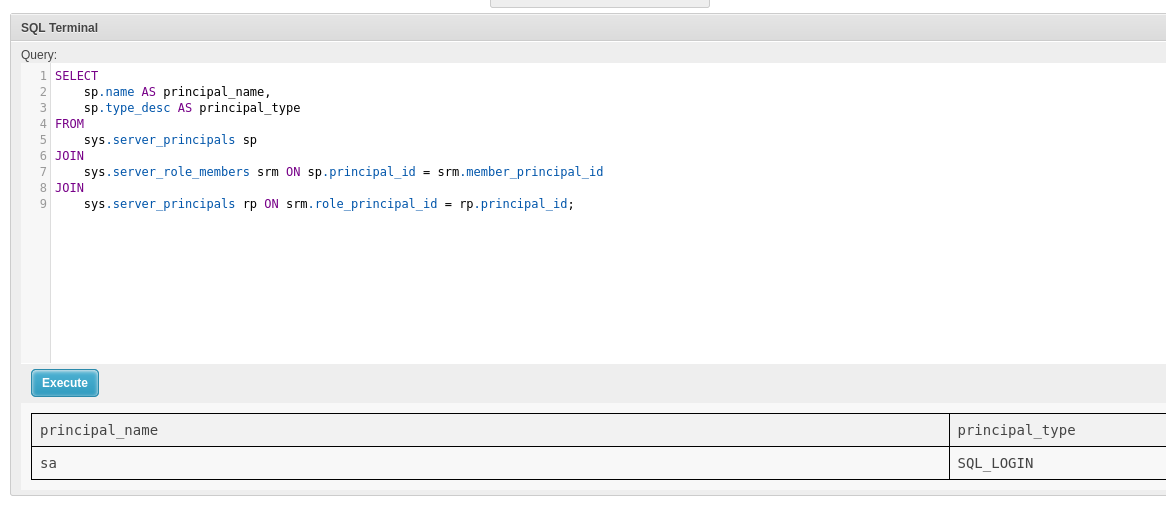 SQL Terminal
Query:
1 SELECT
2     sp.name AS principal_name,
3     sp.type_desc AS principal_type
4 FROM
5     sys.server_principals sp
6 JOIN
7     sys.server_role_members srm ON sp.principal_id = srm.member_principal_id
8 JOIN
9     sys.server_principals rp ON srm.role_principal_id = rp.principal_id;
Execute
principal_name principal_type
sa SQL_LOGIN